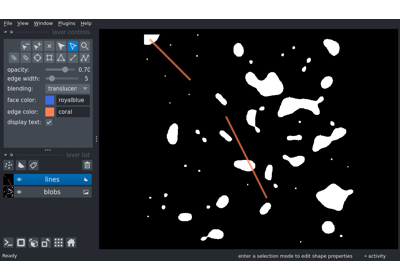 File View Window Plugins Help
layer controls
opacity: 0.70
edge width: 5
blending: translucen
face color: royalblue
edge color: coral
display text:
layer list
lines
blobs
Ready enter a selection mode to edit shape properties activity